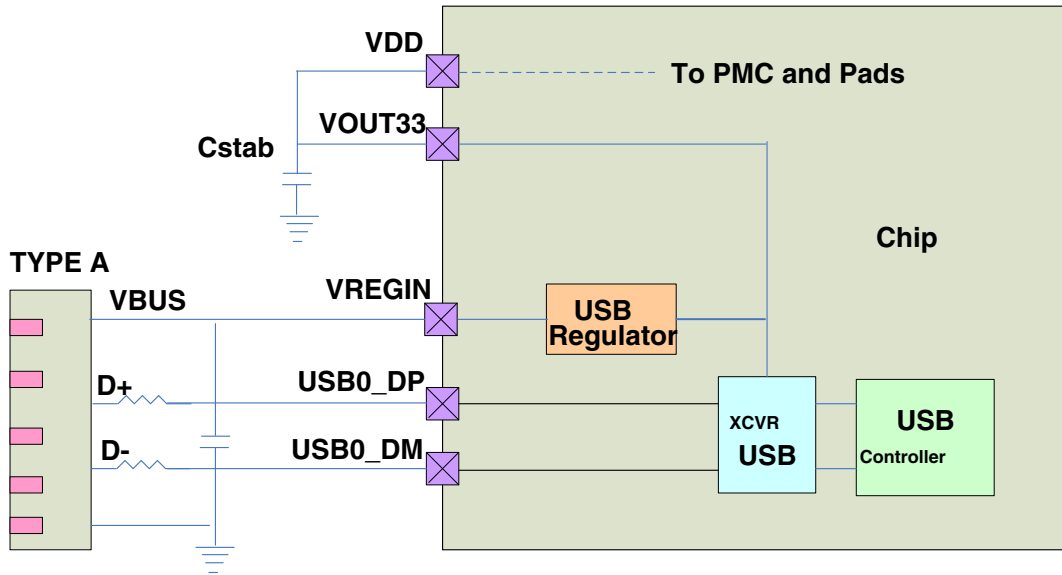 VDD
To PMC and Pads
VOUT33
Cstab
Chip
TYPE A
VBUS
VREGIN
USB
Regulator
D+
USB0_DP
XCVR
USB
USB
Controller
D-
USB0_DM